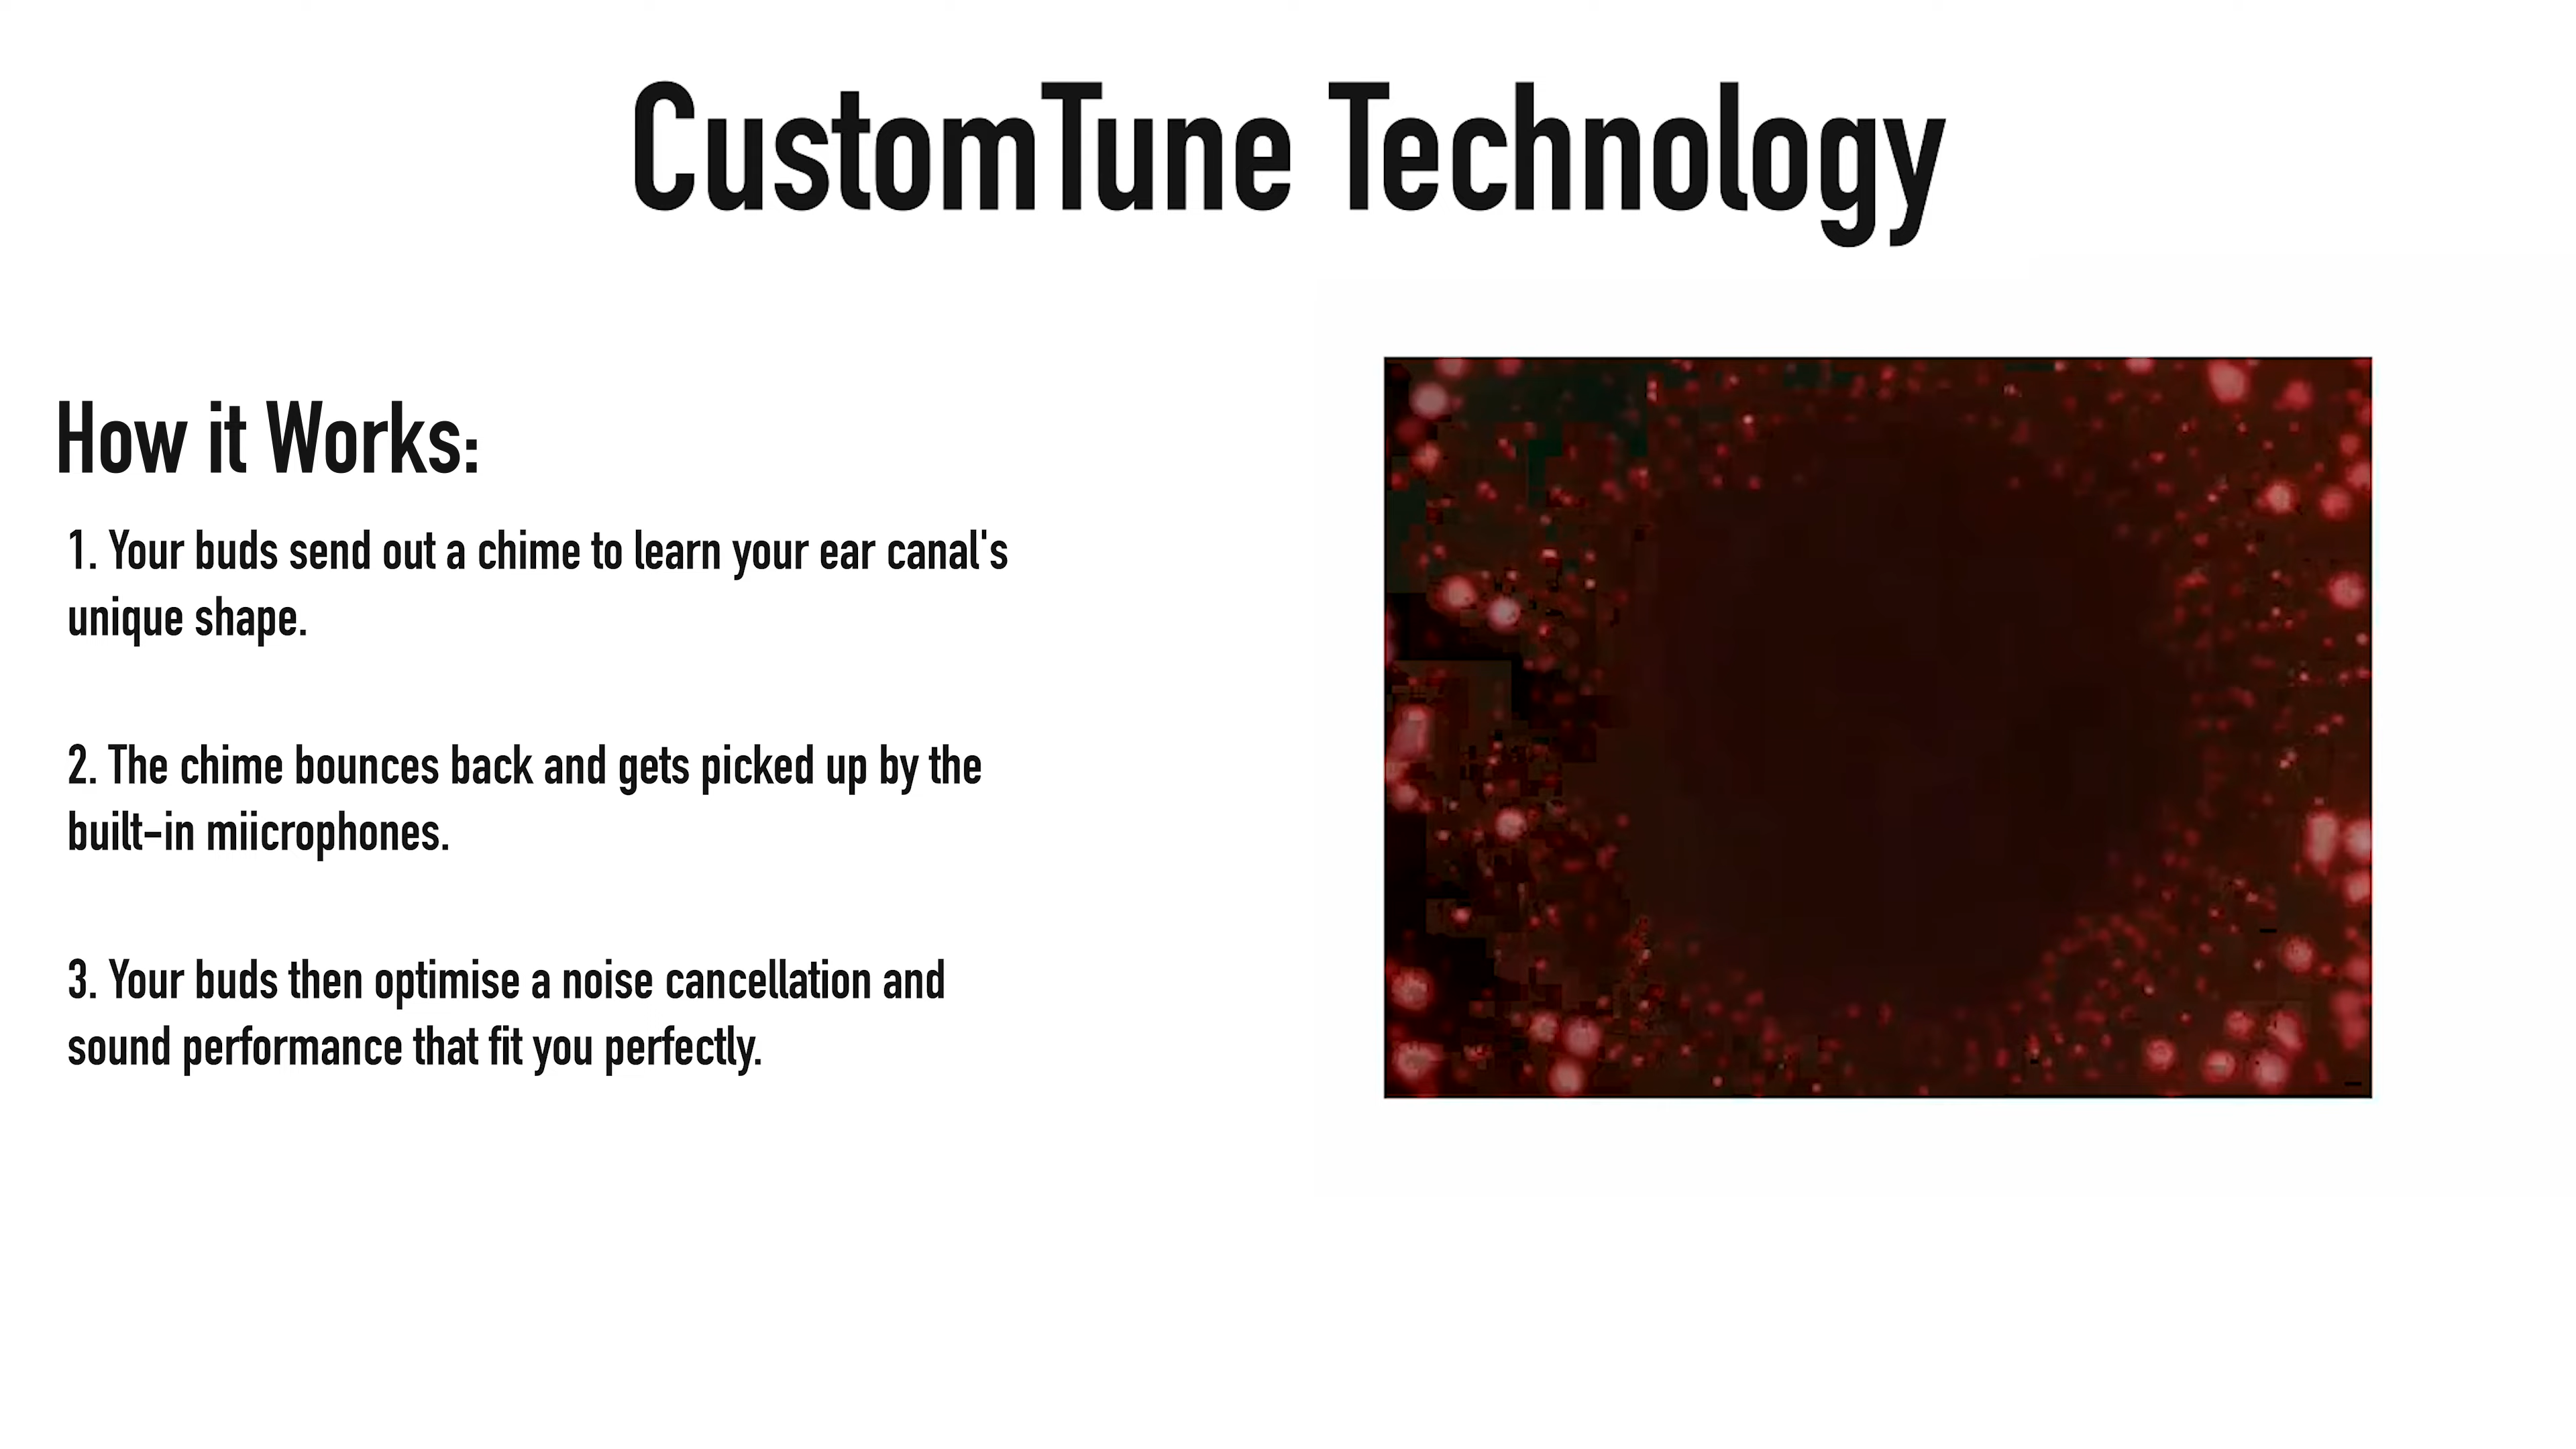 CustomTune Technology
How it Works:
1. Your buds send out a chime to learn your ear canal's
unique shape.
2. The chime bounces back and gets picked up by the
built-in miicrophones.
3. Your buds then optimise a noise cancellation and
sound performance that fit you perfectly.